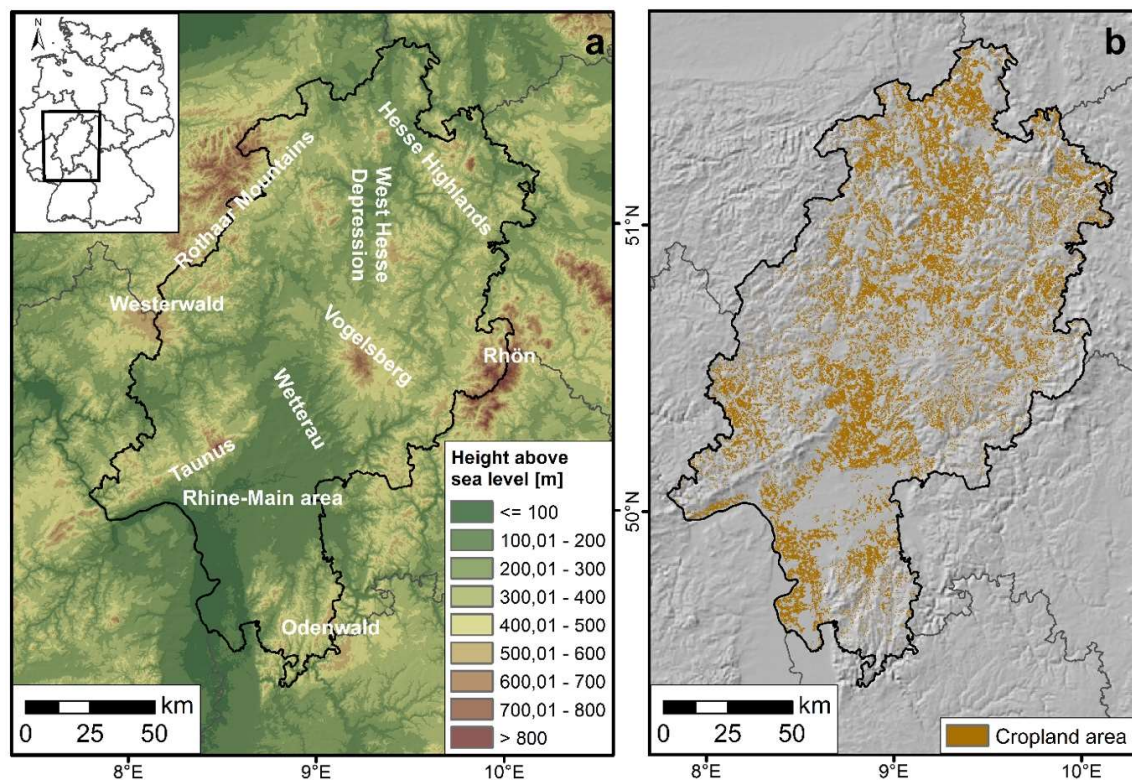 N
a
Rothaar Mountains
Hesse Highlands
West Hesse
Depression
Westerwald
Vogelsberg
Rhön
Wetterau
Taunus
Rhine-Main area
Odenwald
Height above
sea level [m]
<= 100
100,01 - 200
200,01 - 300
300,01 - 400
400,01 - 500
500,01 - 600
600,01 - 700
700,01 - 800
> 800
km
0 25 50
8°E 9°E 10°E
51°N
50°N
b
km
0 25 50
Cropland area
8°E 9°E 10°E